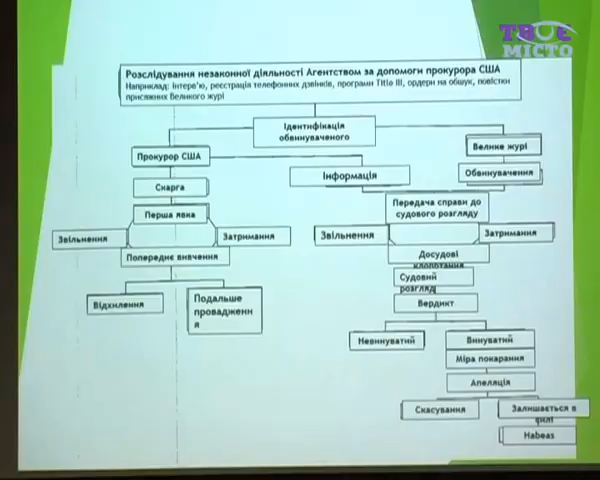 ТВОЄ
МІСТО
Розслідування незаконної діяльності Агентством за допомоги прокурора США
Наприклад: інтерв'ю, реєстрація телефонних дзвінків, програми Title III, ордери на обшук, повістки
присяжних Великого журі
Ідентифікація
обвинуваченого
Прокурор США
Велике журі
Інформація
Обвинувачення
Скарга
Перша явка
Передача справи до
судового розгляду
Звільнення
Затримання
Звільнення
Затримання
Попереднє вивчення
Досудові
клопотання
Судовий
розгляд
Відхилення
Подальше
провадженн
я
Вердикт
Невинуватий
Винуватий
Міра покарання
Апеляція
Скасування
Залишається в
силі
Habeas